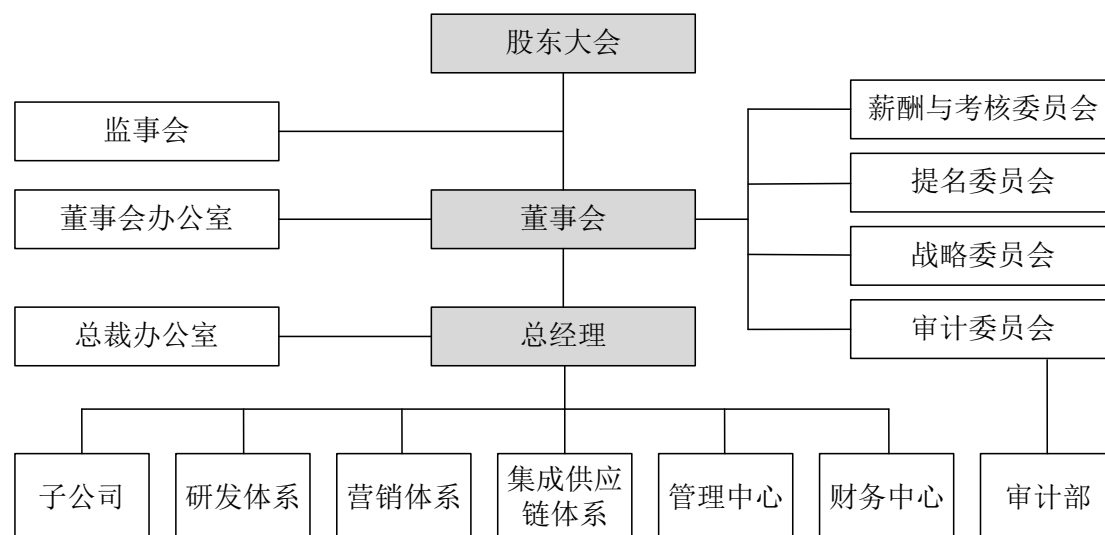 股东大会
监事会
薪酬与考核委员会
提名委员会
董事会办公室
董事会
战略委员会
总裁办公室
总经理
审计委员会
子公司
研发体系
营销体系
集成供应
链体系
管理中心
财务中心
审计部